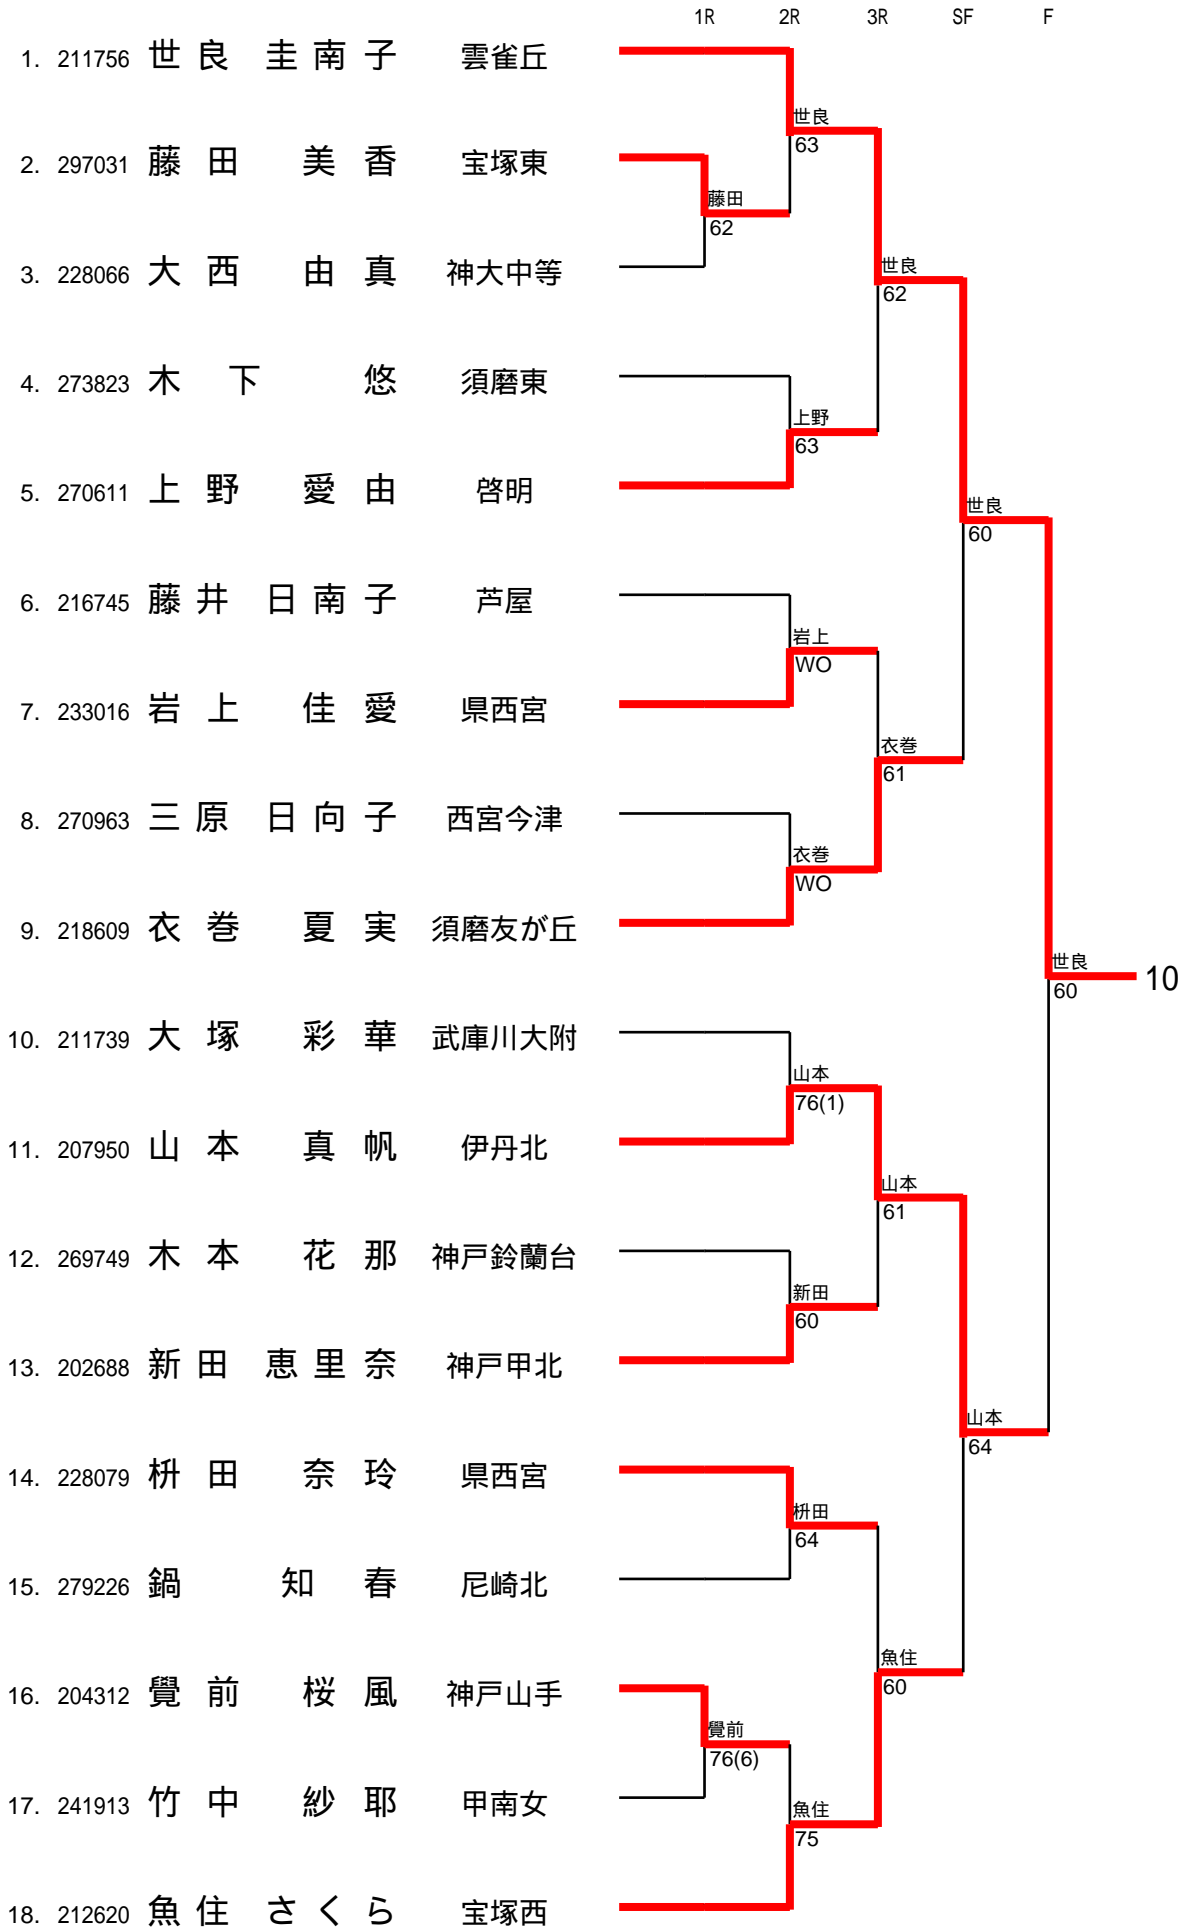 1R 2R 3R SF F
1. 211756 世良 圭南子 雲雀丘
世良
63
2. 297031 藤田 美香 宝塚東
藤田
62
3. 228066 大西 由真 神大中等
世良
62
4. 273823 木下 悠 須磨東
上野
63
5. 270611 上野 愛由 啓明
世良
60
6. 216745 藤井 日南子 芦屋
岩上
WO
7. 233016 岩上 佳愛 県西宮
衣巻
61
8. 270963 三原 日向子 西宮今津
衣巻
WO
9. 218609 衣巻 夏実 須磨友が丘
世良
60
10
10. 211739 大塚 彩華 武庫川大附
山本
76(1)
11. 207950 山本 真帆 伊丹北
山本
61
12. 269749 木本 花那 神戸鈴蘭台
新田
60
13. 202688 新田 恵里奈 神戸甲北
山本
64
14. 228079 枡田 奈玲 県西宮
枡田
64
15. 279226 鍋 知春 尼崎北
魚住
60
16. 204312 覺前 桜風 神戸山手
覺前
76(6)
17. 241913 竹中 紗耶 甲南女
魚住
75
18. 212620 魚住 さくら 宝塚西